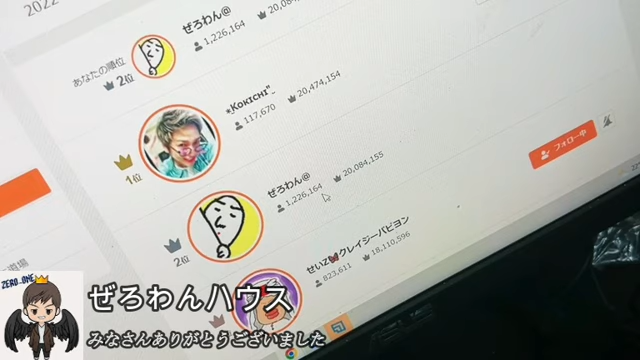 2022
ぜろわん@
1,226,164
あなたの順位
2位
*Kокıcнı"
117,670 20,474,154
1位
ぜろわん@
1,226,164 20,084,155
フォロー中
2位
せいZ クレイジーパピヨン
823,611 18,110,596
ZERO_ONE
ぜろわんハウス
みなさんありがとうございました